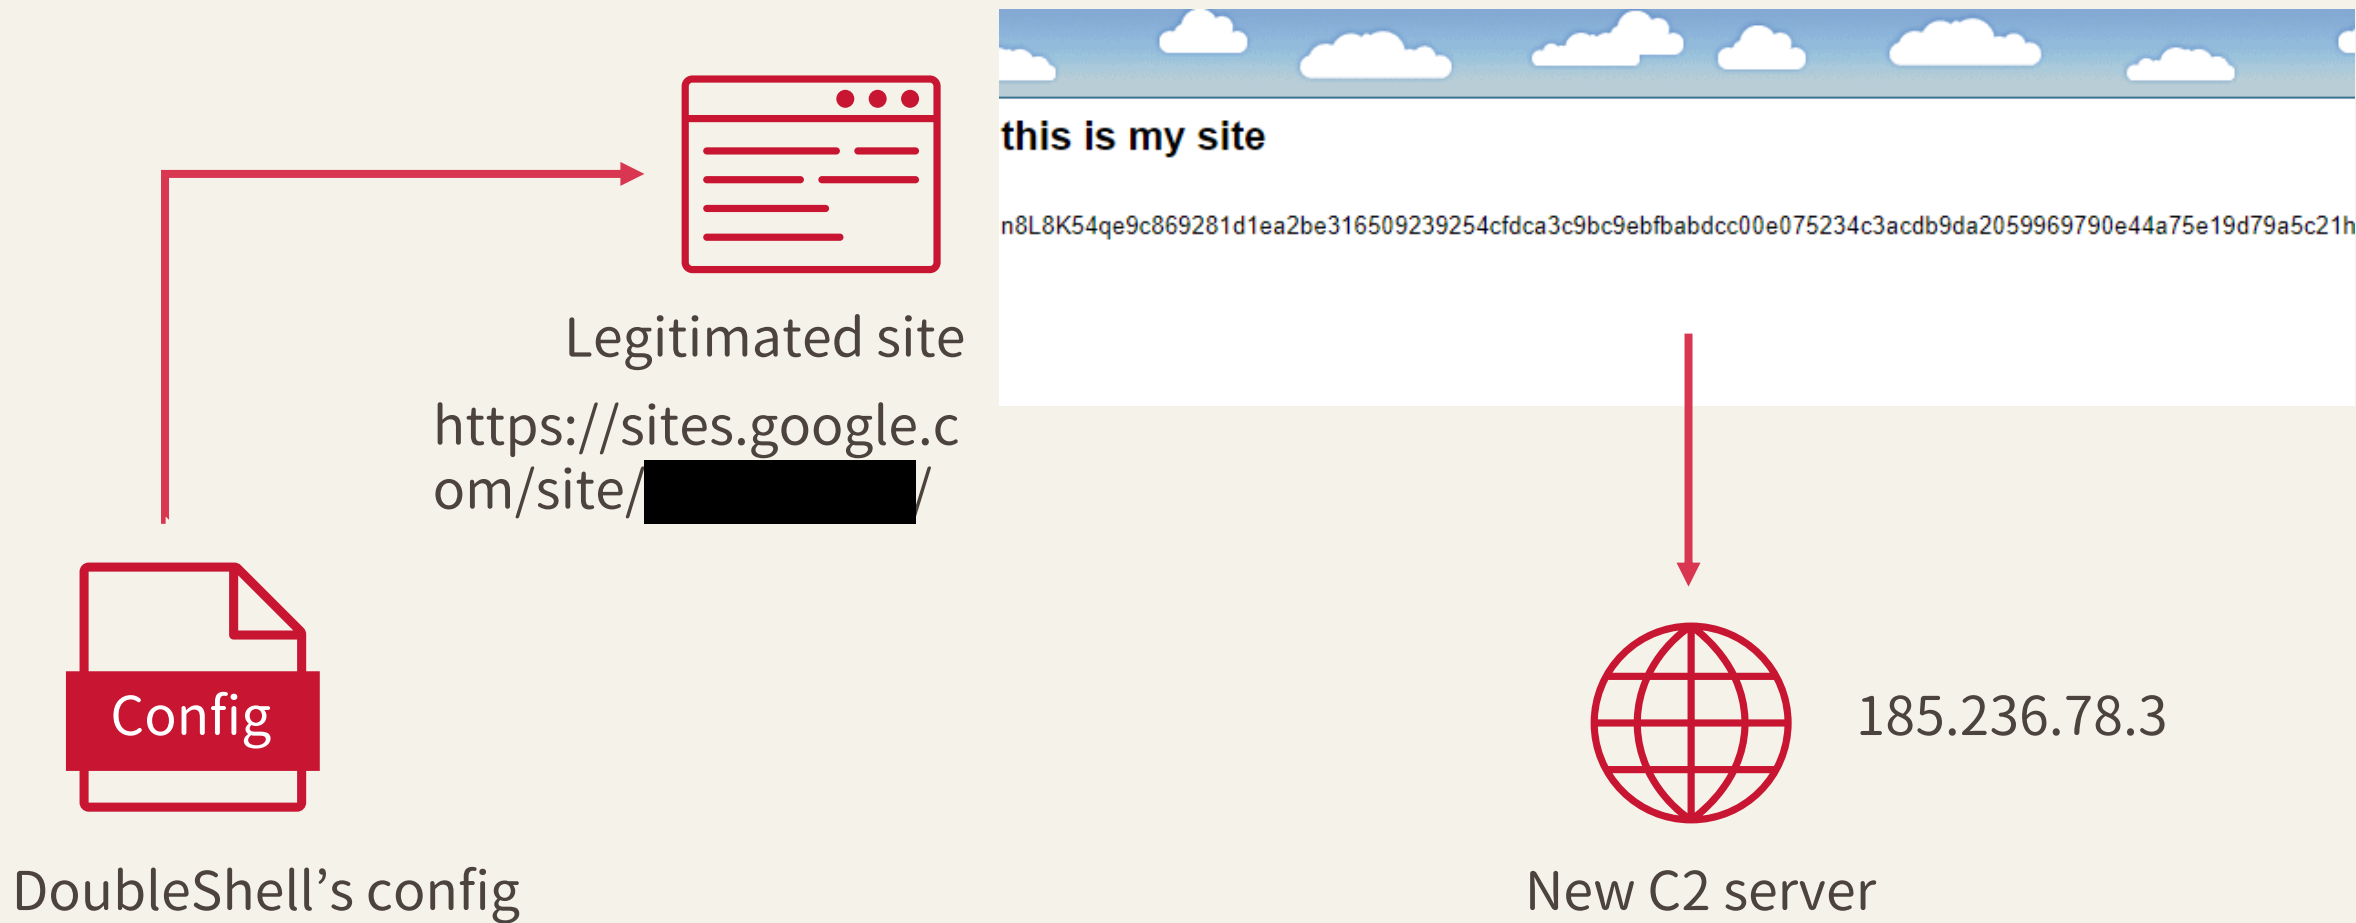 this is my site
n8L8K54qe9c869281d1ea2be316509239254cfdca3c9bc9ebfbabdcc00e075234c3acdb9da2059969790e44a75e19d79a5c21h
Legitimated site
https://sites.google.c
om/site/ /
Config
DoubleShell’s config
185.236.78.3
New C2 server